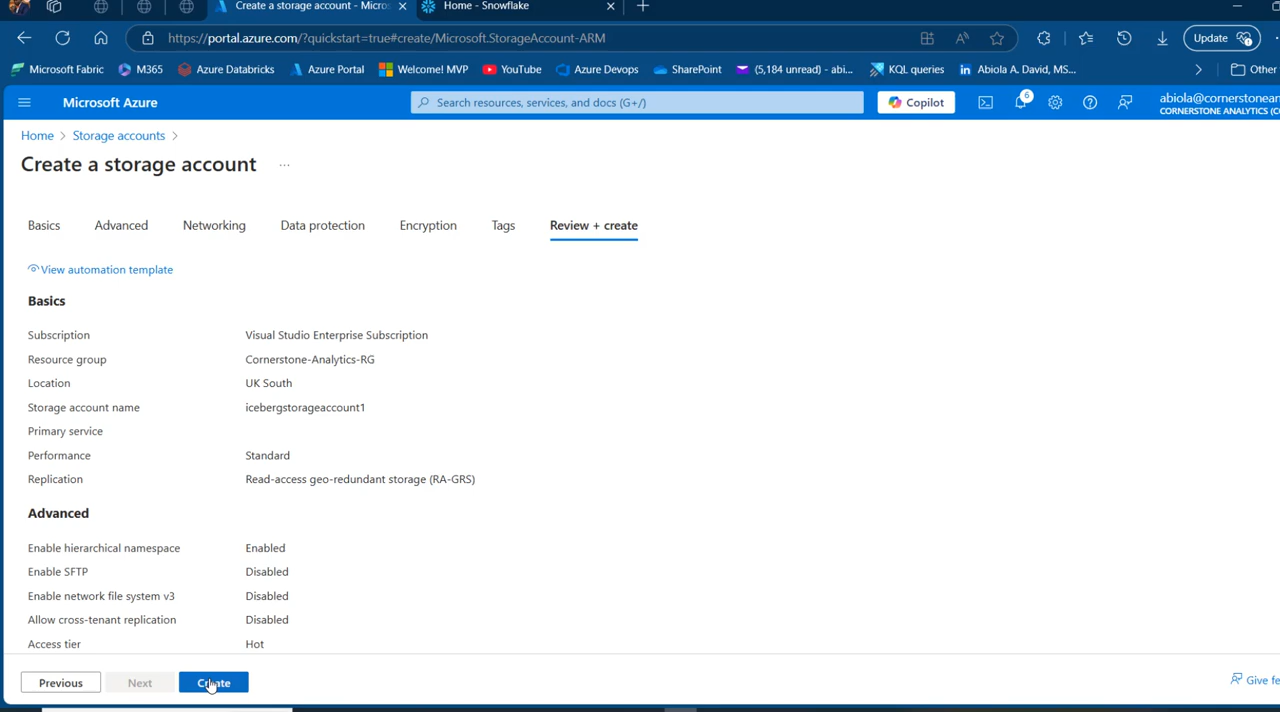 Create a storage account - Micros
Home - Snowflake
https://portal.azure.com/?quickstart=true#create/Microsoft.StorageAccount-ARM
Update
Microsoft Fabric
M365
Azure Databricks
Azure Portal
Welcome! MVP
YouTube
Azure Devops
SharePoint
(5,184 unread) - abi...
KQL queries
Abiola A. David, MS...
Other
Microsoft Azure
Search resources, services, and docs (G+/)
Copilot
6
abiola@cornerstonean
CORNERSTONE ANALYTICS (C
Home > Storage accounts >
Create a storage account ...
Basics
Advanced
Networking
Data protection
Encryption
Tags
Review + create
View automation template
Basics
Subscription Visual Studio Enterprise Subscription
Resource group Cornerstone-Analytics-RG
Location UK South
Storage account name icebergstorageaccount1
Primary service
Performance Standard
Replication Read-access geo-redundant storage (RA-GRS)
Advanced
Enable hierarchical namespace Enabled
Enable SFTP Disabled
Enable network file system v3 Disabled
Allow cross-tenant replication Disabled
Access tier Hot
Previous
Next
Create
Give fe